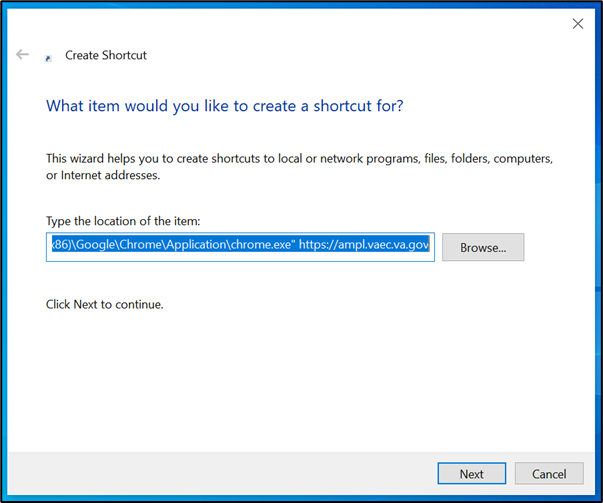 Create Shortcut
What item would you like to create a shortcut for?
This wizard helps you to create shortcuts to local or network programs, files, folders, computers,
or Internet addresses.
Type the location of the item:
x86)\Google\Chrome\Application\chrome.exe" https://ampl.vaec.va.gov
Browse...
Click Next to continue.
Next
Cancel